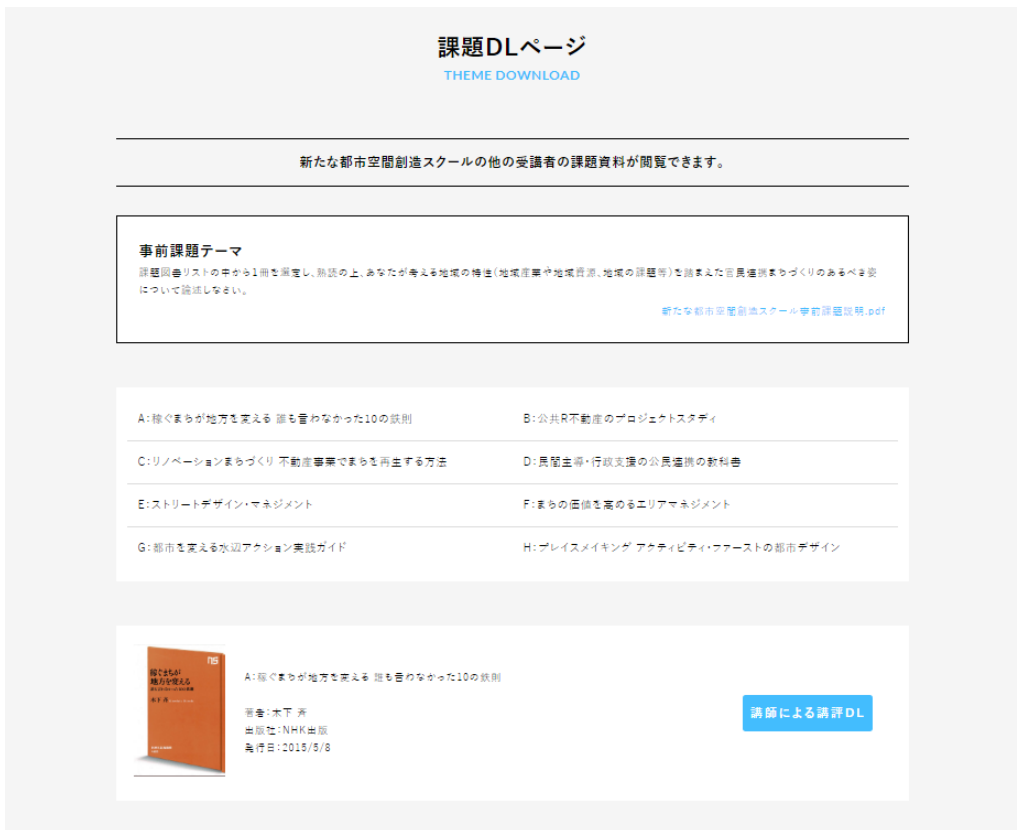 課題DLページ
THEME DOWNLOAD
新たな都市空間創造スクールの他の受講者の課題資料が閲覧できます。
事前課題テーマ
課題図書リストの中から1冊を選定し、熟読の上、あなたが考える地域の特性(地域産業や地域資源、地域の課題等)を踏まえた官民連携まちづくりのあるべき姿
について論述しなさい。
新たな都市空間創造スクール事前課題説明.pdf
A:稼ぐまちが地方を変える 誰も言わなかった10の鉄則
B:公共R不動産のプロジェクトスタディ
C:リノベーションまちづくり 不動産事業でまちを再生する方法
D:民間主導・行政支援の公民連携の教科書
E:ストリートデザイン・マネジメント
F:まちの価値を高めるエリアマネジメント
G:都市を変える水辺アクション実践ガイド
H:プレイスメイキング アクティビティ・ファーストの都市デザイン
稼ぐまちが
地方を変える
木下 斉
A:稼ぐまちが地方を変える 誰も言わなかった10の鉄則
著者:木下 斉
出版社:NHK出版
発行日:2015/5/8
講師による講評DL